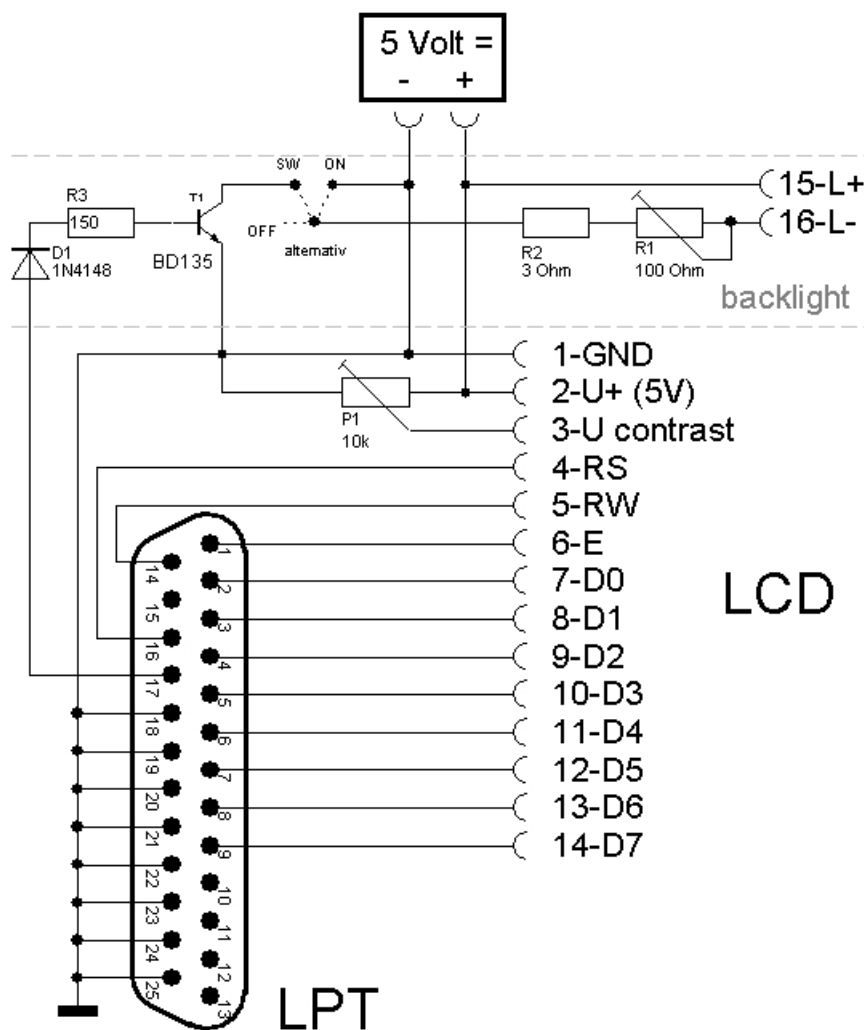 5 Volt =
- +
SW ON
15-L+
R3
150
T1
16-L-
OFF
D1
1N4148
BD135
alternativ
R2
3 Ohm
R1
100 Ohm
backlight
1-GND
2-U+ (5V)
P1
10k
3-U contrast
4-RS
5-RW
6-E
7-D0
8-D1
9-D2
10-D3
11-D4
12-D5
13-D6
14-D7
LCD
1
2
3
4
5
6
7
8
9
10
11
12
13
14
15
16
17
18
19
20
21
22
23
24
25
LPT